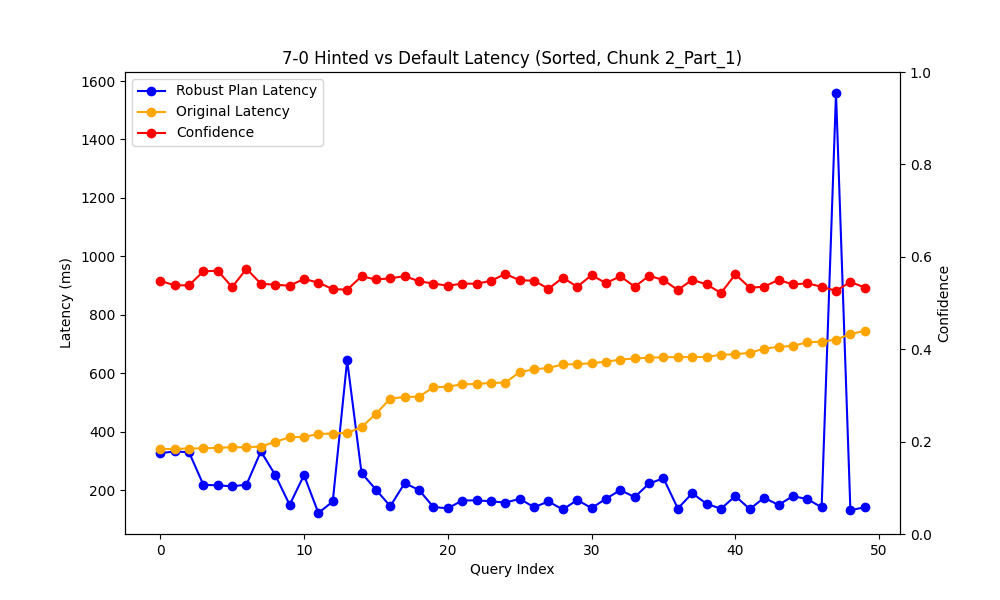 7-0 Hinted vs Default Latency (Sorted, Chunk 2_Part_1)
Robust Plan Latency
Original Latency
Confidence
1600
1400
1200
1000
800
600
400
200
Latency (ms)
1.0
0.8
0.6
0.4
0.2
0.0
Confidence
0
10
20
30
40
50
Query Index